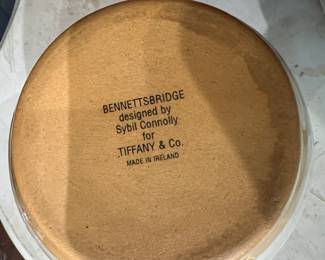 BENNETTSBRIDGE
designed by
Sybil Connolly
for
TIFFANY & Co.
MADE IN IRELAND